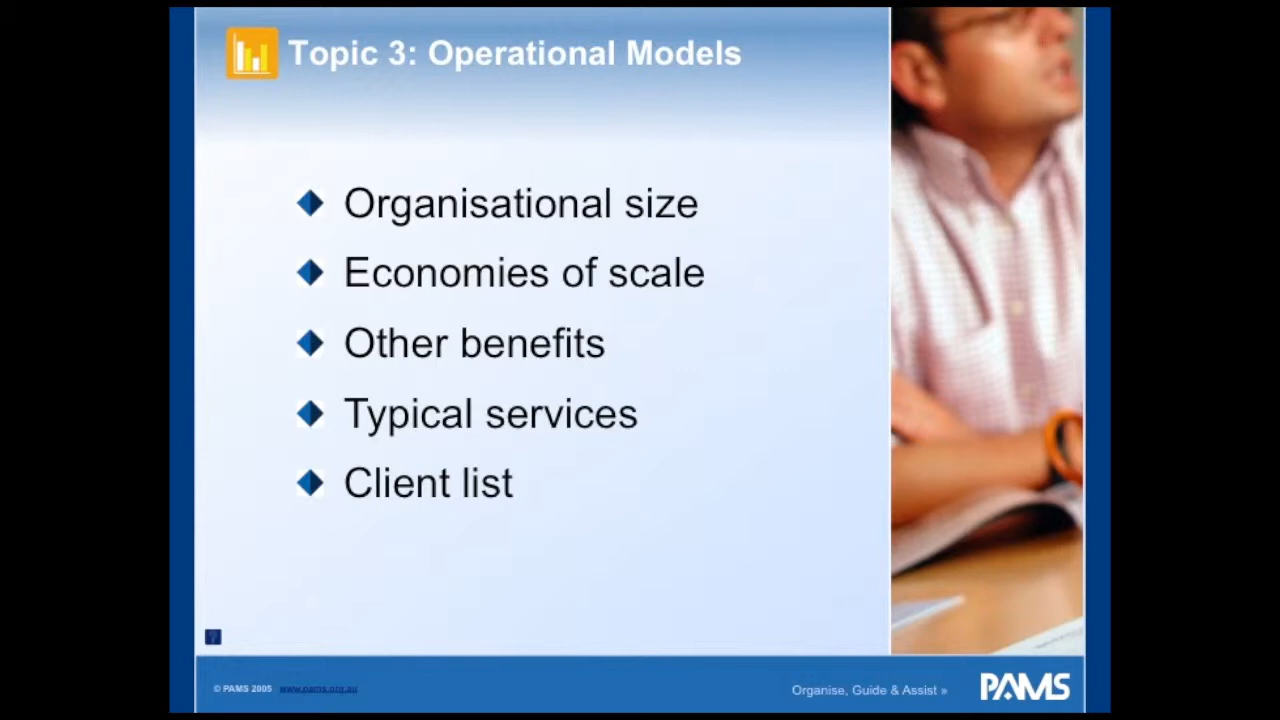 Topic 3: Operational Models
Organisational size
Economies of scale
Other benefits
Typical services
Client list
© PAMS 2005 www.pams.org.au
Organise, Guide & Assist »
PAMS